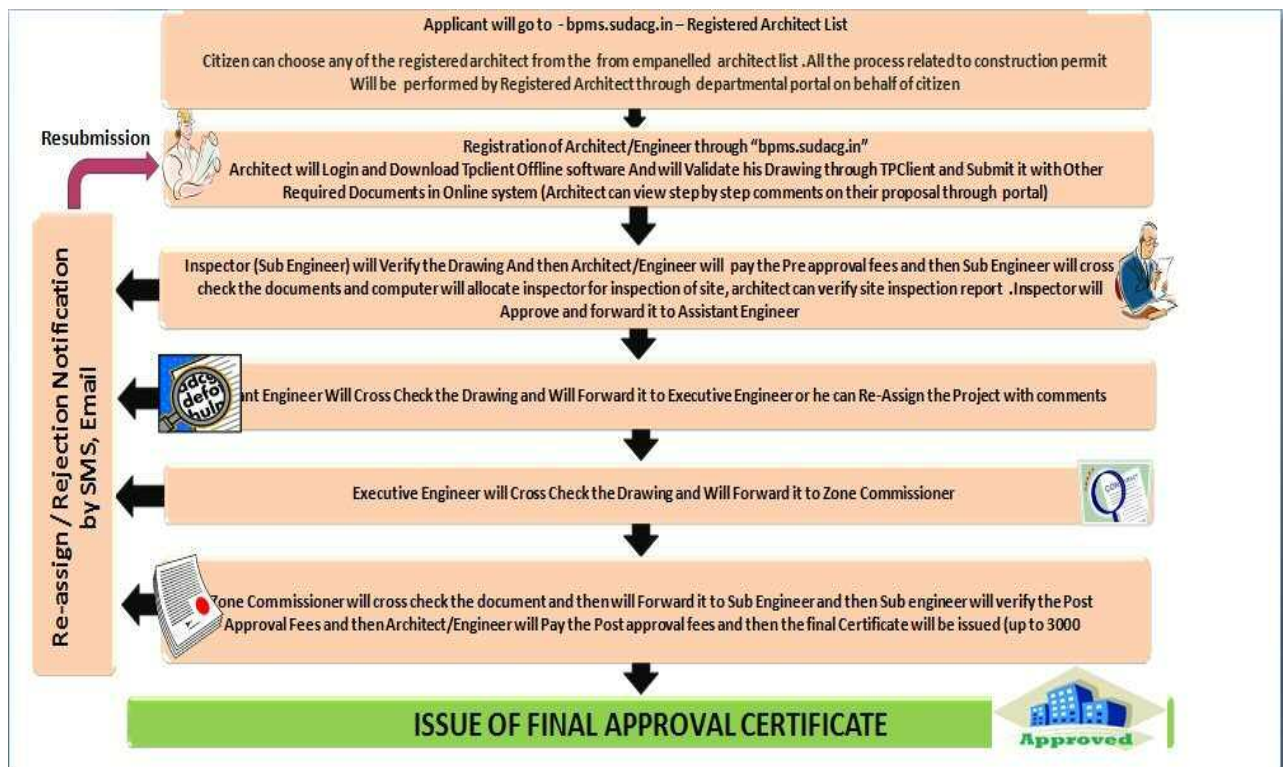 Applicant will go to - bpms.sudacg.in – Registered Architect List
Citizen can choose any of the registered architect from the from empanelled architect list .All the process related to construction permit
Will be performed by Registered Architect through departmental portal on behalf of citizen
Resubmission
Registration of Architect/Engineer through “bpms.sudacg.in”
Architect will Login and Download Tpclient Offline software And will Validate his Drawing through TPClient and Submit it with Other
Required Documents in Online system (Architect can view step by step comments on their proposal through portal)
Re-assign / Rejection Notification
by SMS, Email
Inspector (Sub Engineer) will Verify the Drawing And then Architect/Engineer will pay the Pre approval fees and then Sub Engineer will cross
check the documents and computer will allocate inspector for inspection of site, architect can verify site inspection report .Inspector will
Approve and forward it to Assistant Engineer
ant Engineer Will Cross Check the Drawing and Will Forward it to Executive Engineer or he can Re-Assign the Project with comments
Executive Engineer will Cross Check the Drawing and Will Forward it to Zone Commissioner
Zone Commissioner will cross check the document and then will Forward it to Sub Engineer and then Sub engineer will verify the Post
Approval Fees and then Architect/Engineer will Pay the Post approval fees and then the final Certificate will be issued (up to 3000
ISSUE OF FINAL APPROVAL CERTIFICATE
Approved